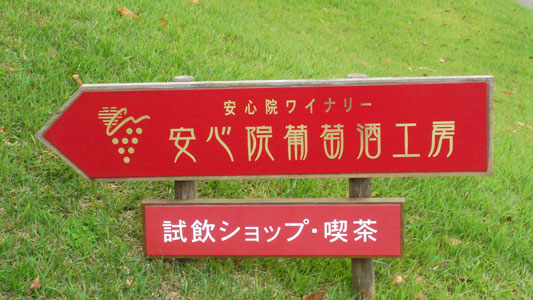 安心院ワイナリー
安心院葡萄酒工房
試飲ショップ・喫茶